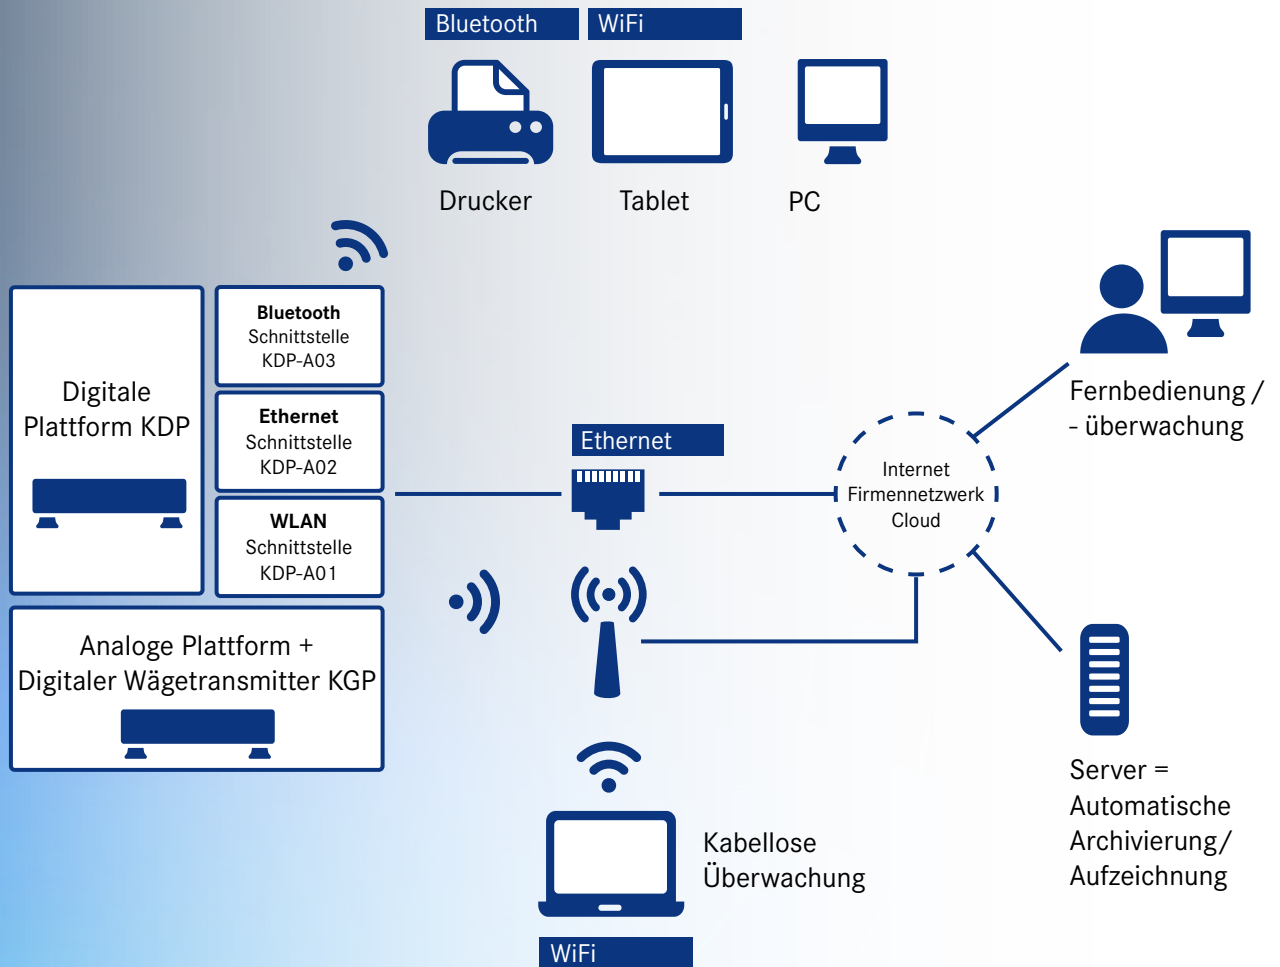 Bluetooth
WiFi
Drucker
Tablet
PC
Digitale
Plattform KDP
Bluetooth
Schnittstelle
KDP-A03
Ethernet
Schnittstelle
KDP-A02
WLAN
Schnittstelle
KDP-A01
Analoge Plattform +
Digitaler Wägetransmitter KGP
Ethernet
Internet
Firmennetzwerk
Cloud
Fernbedienung /
- überwachung
Server =
Automatische
Archivierung/
Aufzeichnung
Kabellose
Überwachung
WiFi